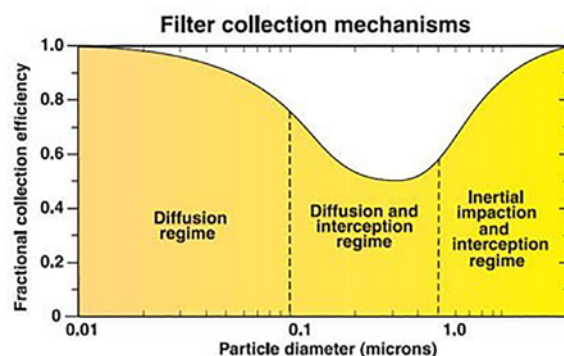 Filter collection mechanisms
Fractional collection efficiency
1.0
0.8
0.6
0.4
0.2
0
Diffusion
regime
Diffusion and
interception
regime
Inertial
impaction
and
interception
regime
0.01
0.1
1.0
Particle diameter (microns)